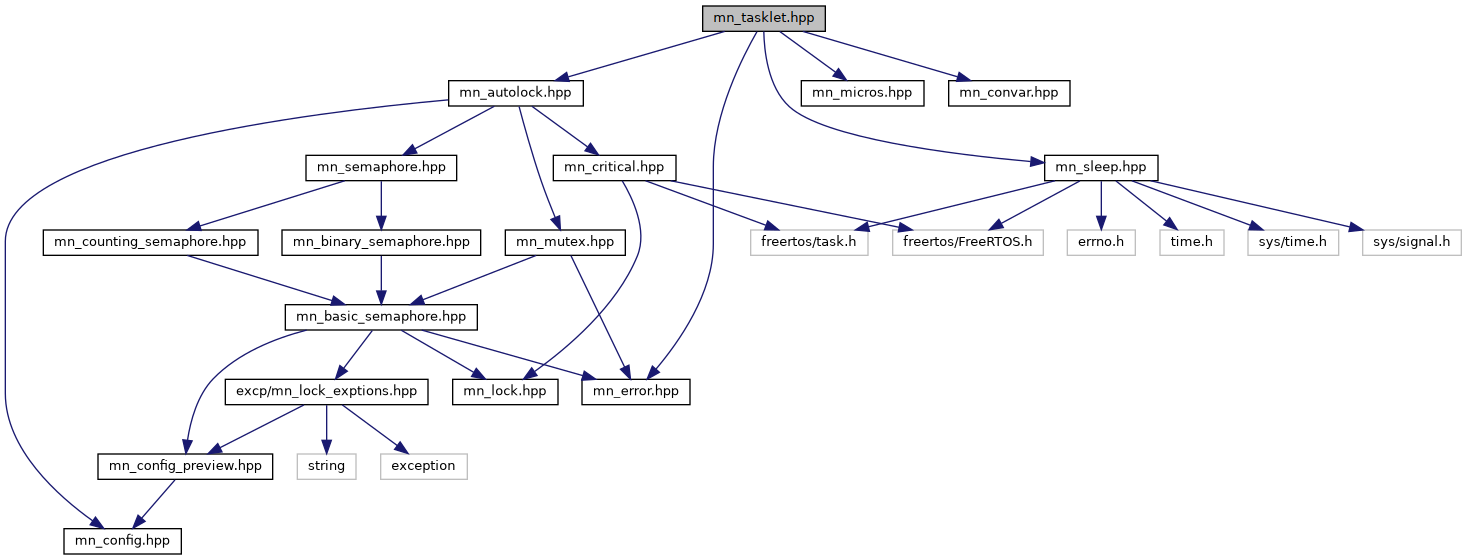 mn_tasklet.hpp
mn_autolock.hpp
mn_micros.hpp
mn_convar.hpp
mn_semaphore.hpp
mn_critical.hpp
mn_sleep.hpp
mn_counting_semaphore.hpp
mn_binary_semaphore.hpp
mn_mutex.hpp
freertos/task.h
freertos/FreeRTOS.h
errno.h
time.h
sys/time.h
sys/signal.h
mn_basic_semaphore.hpp
excp/mn_lock_exptions.hpp
mn_lock.hpp
mn_error.hpp
mn_config_preview.hpp
string
exception
mn_config.hpp